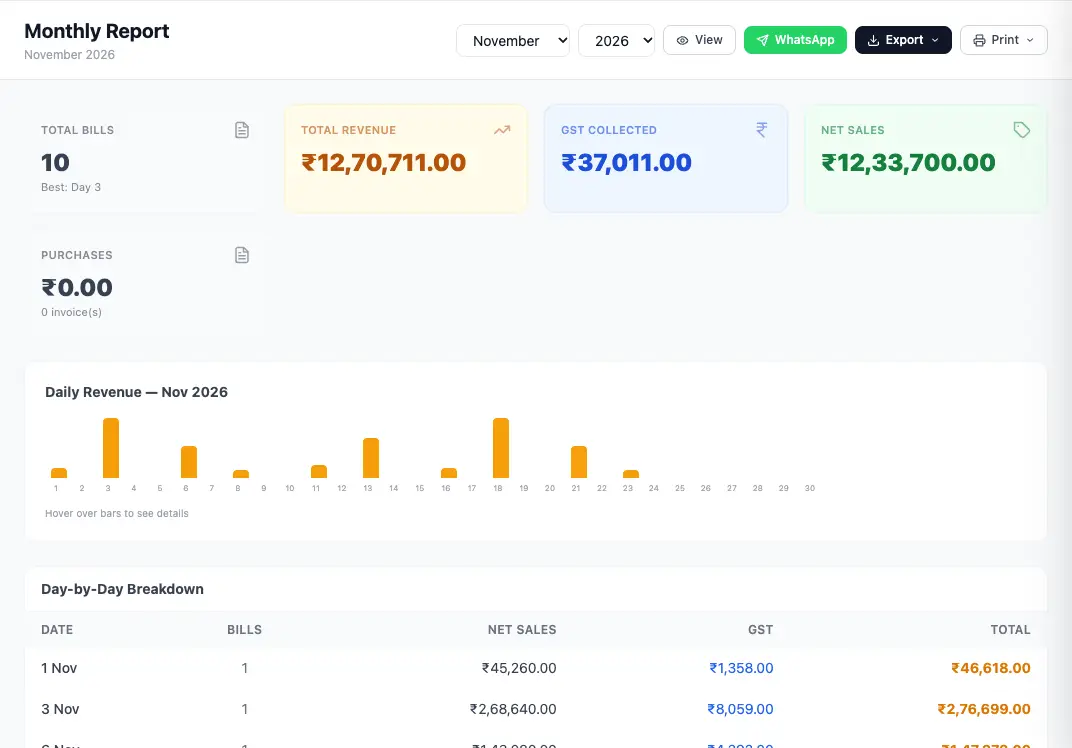 Monthly Report
November 2026
November
2026
View
WhatsApp
Export
Print
TOTAL BILLS
10
Best: Day 3
TOTAL REVENUE
₹12,70,711.00
GST COLLECTED
₹37,011.00
NET SALES
₹12,33,700.00
PURCHASES
₹0.00
0 invoice(s)
Daily Revenue — Nov 2026
1 2 3 4 5 6 7 8 9 10 11 12 13 14 15 16 17 18 19 20 21 22 23 24 25 26 27 28 29 30
Hover over bars to see details
Day-by-Day Breakdown
DATE BILLS NET SALES GST TOTAL
1 Nov 1 ₹45,260.00 ₹1,358.00 ₹46,618.00
3 Nov 1 ₹2,68,640.00 ₹8,059.00 ₹2,76,699.00